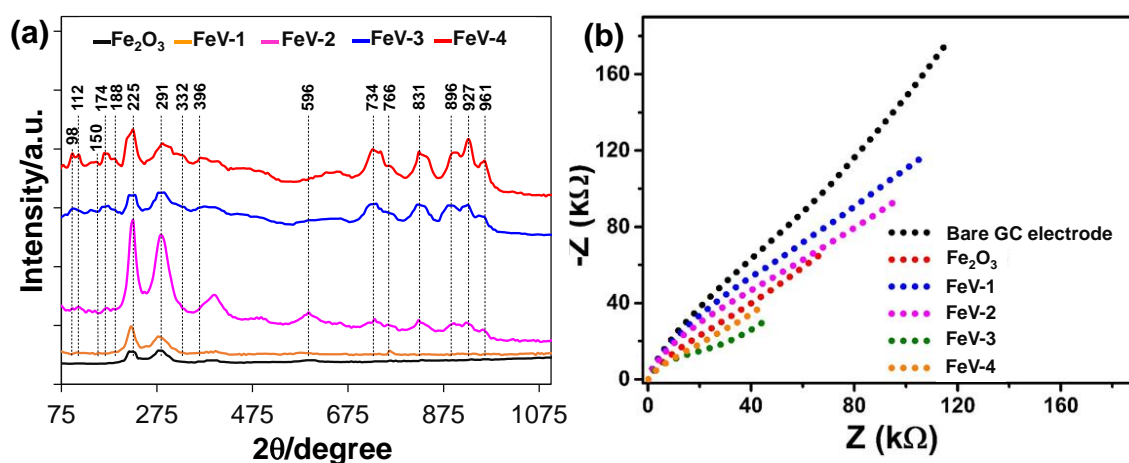 (a)
Fe₂O₃ FeV-1 FeV-2 FeV-3 FeV-4
98 112 150 174 188 225 291 332 396 596 734 766 831 896 927 961
Intensity/a.u.
75 275 475 675 875 1075
2θ/degree
(b)
160
120
80
40
0
-Z (kΩ)
Bare GC electrode
Fe₂O₃
FeV-1
FeV-2
FeV-3
FeV-4
0 40 80 120 160
Z (kΩ)